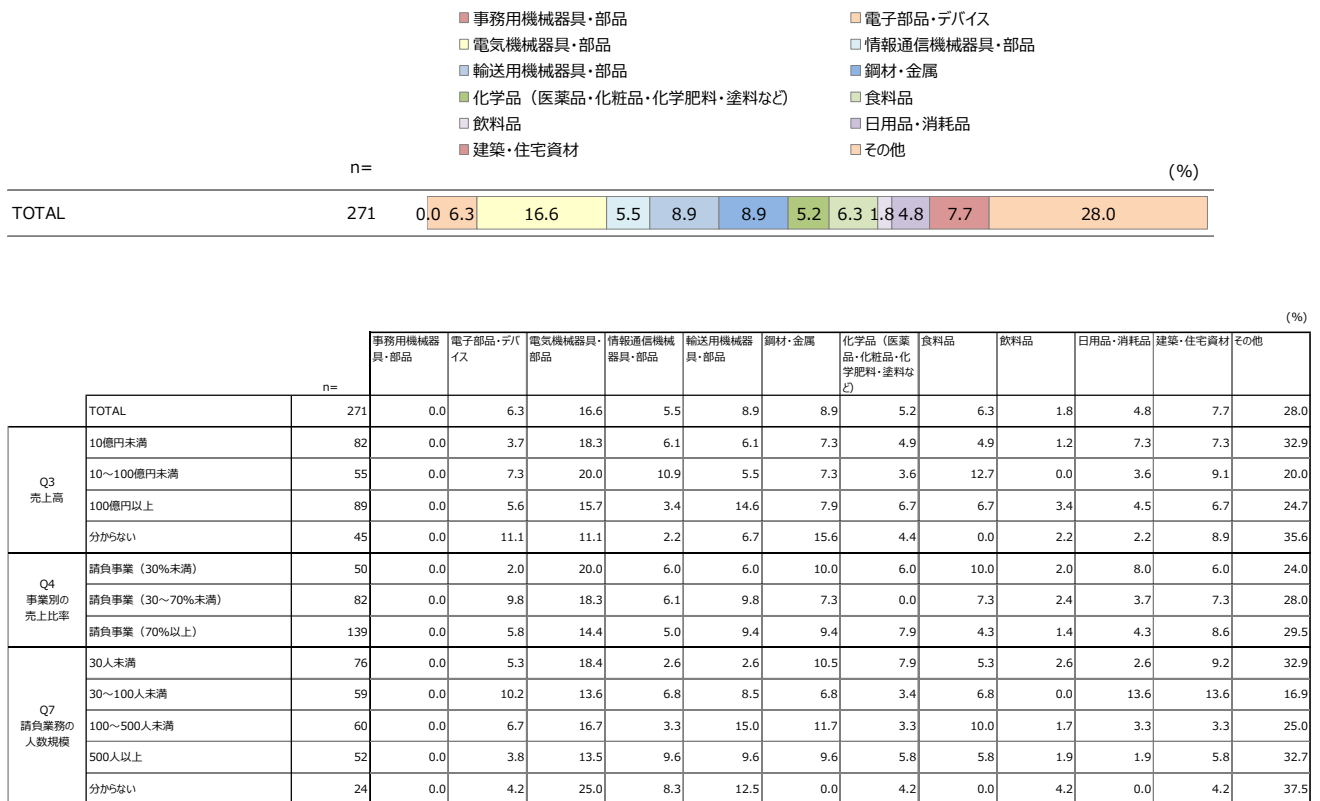 事務用機械器具・部品 電子部品・デバイス
電気機械器具・部品 情報通信機械器具・部品
輸送用機械器具・部品 鋼材・金属
化学品（医薬品・化粧品・化学肥料・塗料など） 食料品
飲料品 日用品・消耗品
建築・住宅資材 その他
n= (%)
TOTAL 271 0.0 6.3 16.6 5.5 8.9 8.9 5.2 6.3 1.8 4.8 7.7 28.0
(%)
n= 事務用機械器具・部品 電子部品・デバイス 電気機械器具・部品 情報通信機械器具・部品 輸送用機械器具・部品 鋼材・金属 化学品（医薬品・化粧品・化学肥料・塗料など） 食料品 飲料品 日用品・消耗品 建築・住宅資材 その他
TOTAL 271 0.0 6.3 16.6 5.5 8.9 8.9 5.2 6.3 1.8 4.8 7.7 28.0
Q3
売上高
10億円未満 82 0.0 3.7 18.3 6.1 6.1 7.3 4.9 4.9 1.2 7.3 7.3 32.9
10～100億円未満 55 0.0 7.3 20.0 10.9 5.5 7.3 3.6 12.7 0.0 3.6 9.1 20.0
100億円以上 89 0.0 5.6 15.7 3.4 14.6 7.9 6.7 6.7 3.4 4.5 6.7 24.7
分からない 45 0.0 11.1 11.1 2.2 6.7 15.6 4.4 0.0 2.2 2.2 8.9 35.6
Q4
事業別の
売上比率
請負事業（30%未満） 50 0.0 2.0 20.0 6.0 6.0 10.0 6.0 10.0 2.0 8.0 6.0 24.0
請負事業（30～70%未満） 82 0.0 9.8 18.3 6.1 9.8 7.3 0.0 7.3 2.4 3.7 7.3 28.0
請負事業（70%以上） 139 0.0 5.8 14.4 5.0 9.4 9.4 7.9 4.3 1.4 4.3 8.6 29.5
Q7
請負業務の
人数規模
30人未満 76 0.0 5.3 18.4 2.6 2.6 10.5 7.9 5.3 2.6 2.6 9.2 32.9
30～100人未満 59 0.0 10.2 13.6 6.8 8.5 6.8 3.4 6.8 0.0 13.6 13.6 16.9
100～500人未満 60 0.0 6.7 16.7 3.3 15.0 11.7 3.3 10.0 1.7 3.3 3.3 25.0
500人以上 52 0.0 3.8 13.5 9.6 9.6 9.6 5.8 5.8 1.9 1.9 5.8 32.7
分からない 24 0.0 4.2 25.0 8.3 12.5 0.0 4.2 0.0 4.2 0.0 4.2 37.5